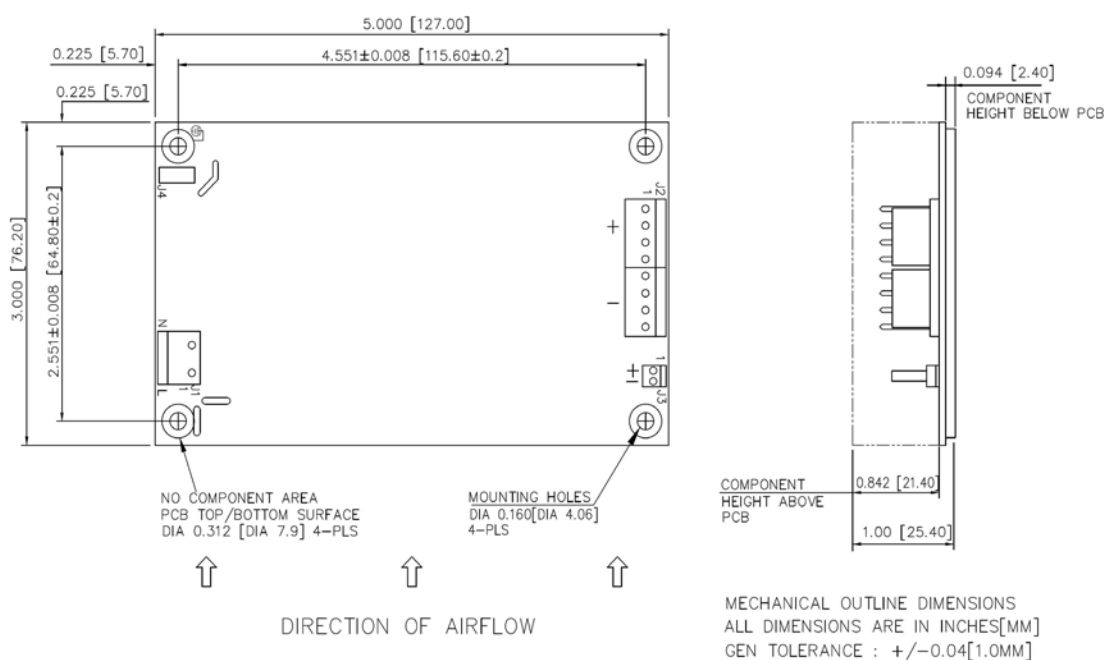 5.000 [127.00]
0.225 [5.70]
4.551±0.008 [115.60±0.2]
0.225 [5.70]
0.094 [2.40]
COMPONENT
HEIGHT BELOW PCB
3.000 [76.20]
2.551±0.008 [64.80±0.2]
J4
1
J2
+
−
N
L
1
J1
1
+
−
J3
NO COMPONENT AREA
PCB TOP/BOTTOM SURFACE
DIA 0.312 [DIA 7.9] 4-PLS
MOUNTING HOLES
DIA 0.160[DIA 4.06]
4-PLS
COMPONENT
HEIGHT ABOVE
PCB
0.842 [21.40]
1.00 [25.40]
DIRECTION OF AIRFLOW
MECHANICAL OUTLINE DIMENSIONS
ALL DIMENSIONS ARE IN INCHES[MM]
GEN TOLERANCE : +/-0.04[1.0MM]